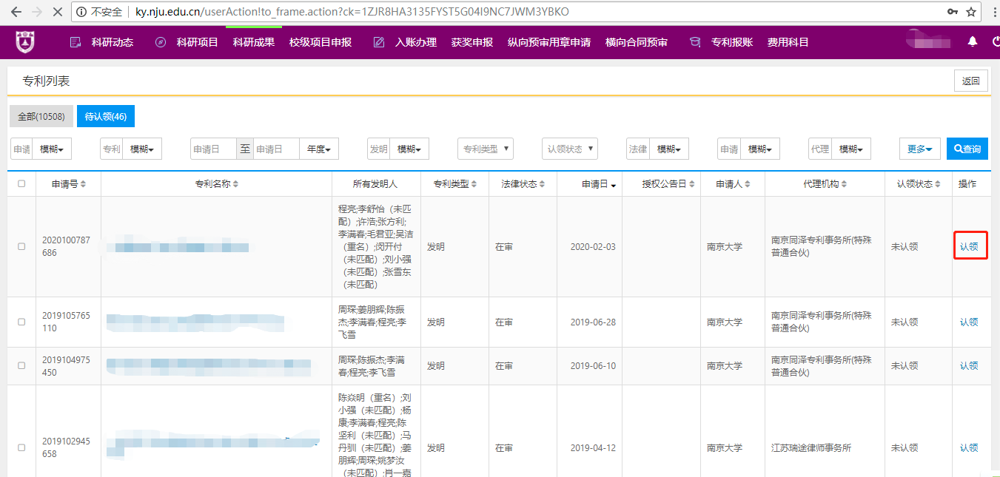 不安全 ky.nju.edu.cn/userAction!to_frame.action?ck=1ZJR8HA3135FYST5G04I9NC7JWM3YBKO
科研动态 科研项目 科研成果 校级项目申报 入账办理 获奖申报 纵向预审用章申请 横向合同预审 专利报账 费用科目
专利列表 返回
全部(10508) 待认领(46)
申请 模糊 专利 模糊 申请日 至 申请日 年度 发明 模糊 专利类型 认领状态 法律 模糊 申请 模糊 代理 模糊 更多 查询
申请号 专利名称 所有发明人 专利类型 法律状态 申请日 授权公告日 申请人 代理机构 认领状态 操作
2020100787
686
程亮;李舒怡（未匹
配）;许浩;张方利;
李满春;毛君亚;吴洁
（重名）;闵开付
（未匹配）;刘小强
（未匹配）;张雪东
（未匹配）
发明 在审 2020-02-03 南京大学
南京同泽专利事务所(特殊
普通合伙)
未认领 认领
2019105765
110
周琛;姜朋辉;陈振
杰;李满春;程亮;李
飞雪
发明 在审 2019-06-28 南京大学
南京同泽专利事务所(特殊
普通合伙)
未认领 认领
2019104975
450
周琛;陈振杰;李满
春;程亮;李飞雪
发明 在审 2019-06-10 南京大学
南京同泽专利事务所(特殊
普通合伙)
未认领 认领
2019102945
658
陈焱明（重名）;刘
小强（未匹配）;杨
康;李满春;程亮;陈
坚利（未匹配）;马
丹驯（未匹配）;姜
朋辉;周琛;姚梦汝
（未匹配）;肖一嘉
发明 在审 2019-04-12 南京大学 江苏瑞途律师事务所 未认领 认领